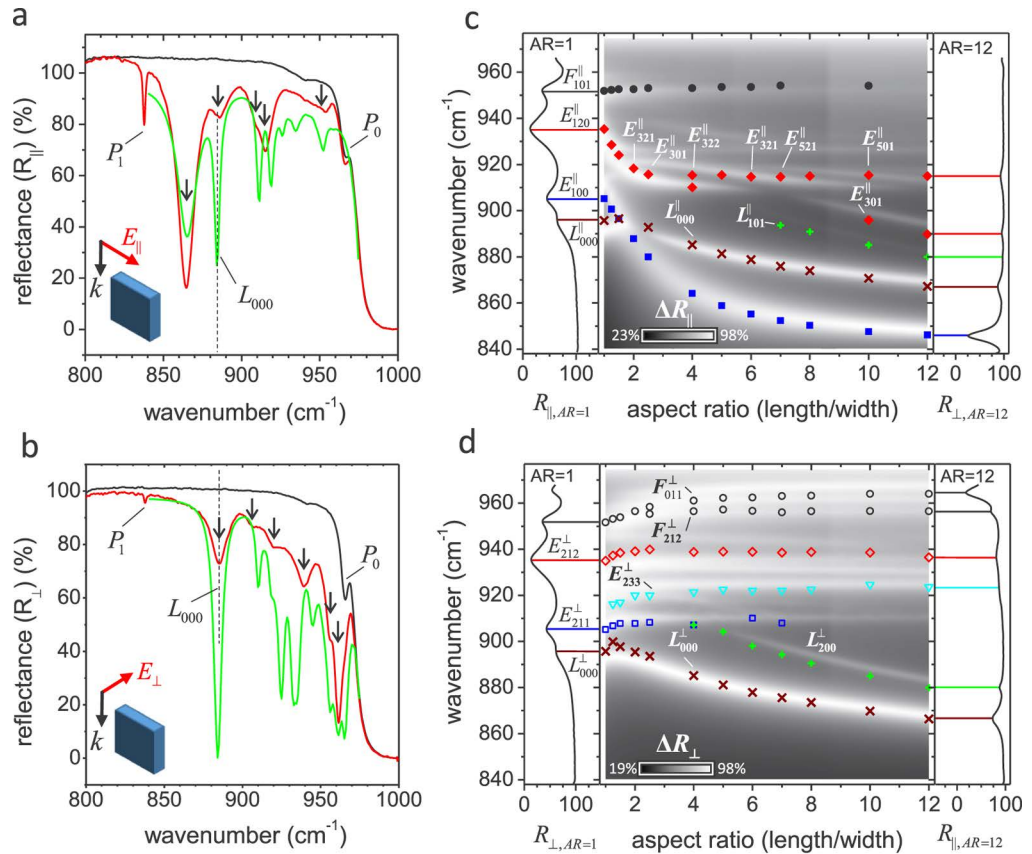 a
reflectance (R∥) (%)
120
100
80
60
40
20
0
P₁
P₀
E∥
k
L₀₀₀
800 850 900 950 1000
wavenumber (cm⁻¹)
b
reflectance (R⊥) (%)
120
100
80
60
40
20
0
P₁
P₀
L₀₀₀
E⊥
k
800 850 900 950 1000
wavenumber (cm⁻¹)
c
wavenumber (cm⁻¹)
960
940
920
900
880
860
840
AR=1
AR=12
F∥₁₀₁
E∥₁₂₀
E∥₁₀₀
L∥₀₀₀
E∥₃₂₁
E∥₃₀₁
E∥₃₂₂
E∥₃₂₁
E∥₅₂₁
E∥₅₀₁
E∥₃₀₁
L∥₀₀₀
L∥₁₀₁
ΔR∥
23% 98%
0 100
2 4 6 8 10 12
0 100
R∥,AR=1
aspect ratio (length/width)
R⊥,AR=12
d
wavenumber (cm⁻¹)
960
940
920
900
880
860
840
AR=1
AR=12
E⊥₂₁₂
E⊥₂₁₁
L⊥₀₀₀
F⊥₀₁₁
F⊥₂₁₂
E⊥₂₃₃
L⊥₀₀₀
L⊥₂₀₀
ΔR⊥
19% 98%
0 100
2 4 6 8 10 12
0 100
R⊥,AR=1
aspect ratio (length/width)
R∥,AR=12